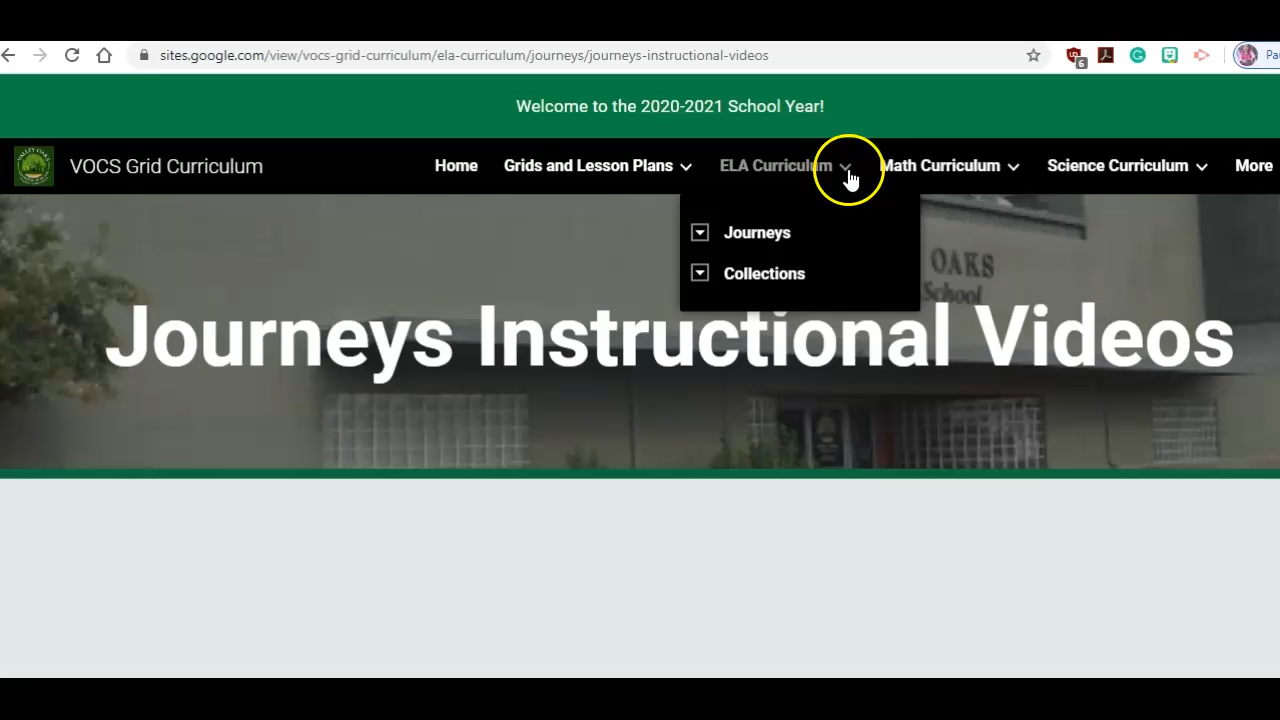 sites.google.com/view/vocs-grid-curriculum/ela-curriculum/journeys/journeys-instructional-videos
6
Welcome to the 2020-2021 School Year!
VOCS Grid Curriculum
Home
Grids and Lesson Plans
ELA Curriculum
Math Curriculum
Science Curriculum
More
Journeys
Collections
OAKS
School
Journeys Instructional Videos